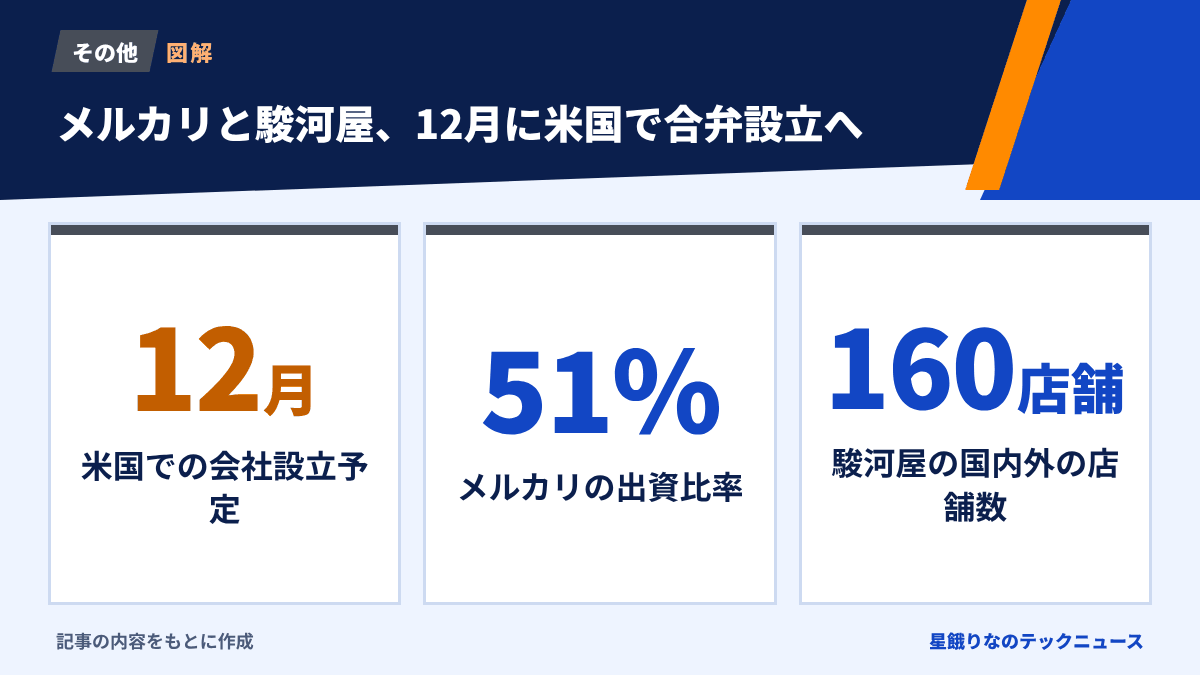 その他 図解
メルカリと駿河屋、12月に米国で合弁設立へ
12月
米国での会社設立予
定
51%
メルカリの出資比率
160店舗
駿河屋の国内外の店
舗数
記事の内容をもとに作成
星餓りなのテックニュース